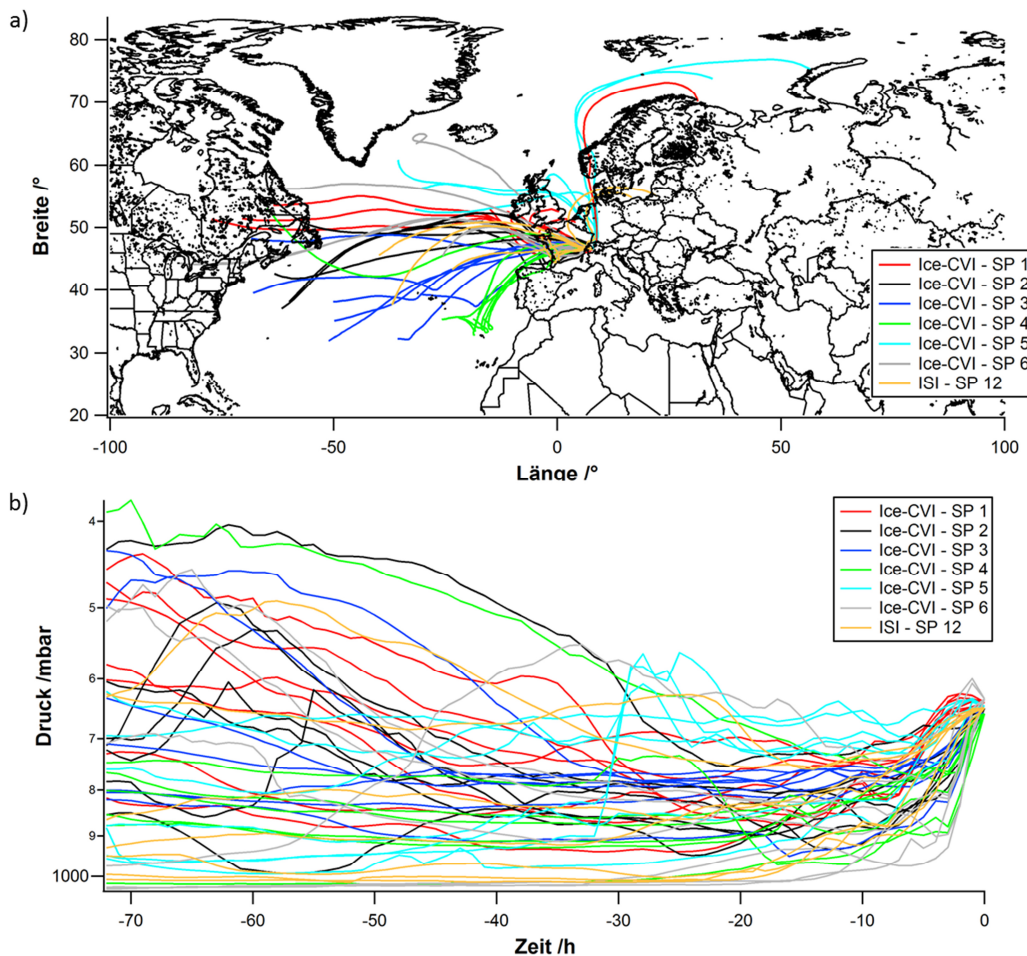 a)
80
70
60
50
40
30
20
Breite /°
-100
-50
0
50
100
Länge /°
Ice-CVI - SP 1
Ice-CVI - SP 2
Ice-CVI - SP 3
Ice-CVI - SP 4
Ice-CVI - SP 5
Ice-CVI - SP 6
ISI - SP 12
b)
4
5
6
7
8
9
1000
Druck /mbar
-70
-60
-50
-40
-30
-20
-10
0
Zeit /h
Ice-CVI - SP 1
Ice-CVI - SP 2
Ice-CVI - SP 3
Ice-CVI - SP 4
Ice-CVI - SP 5
Ice-CVI - SP 6
ISI - SP 12